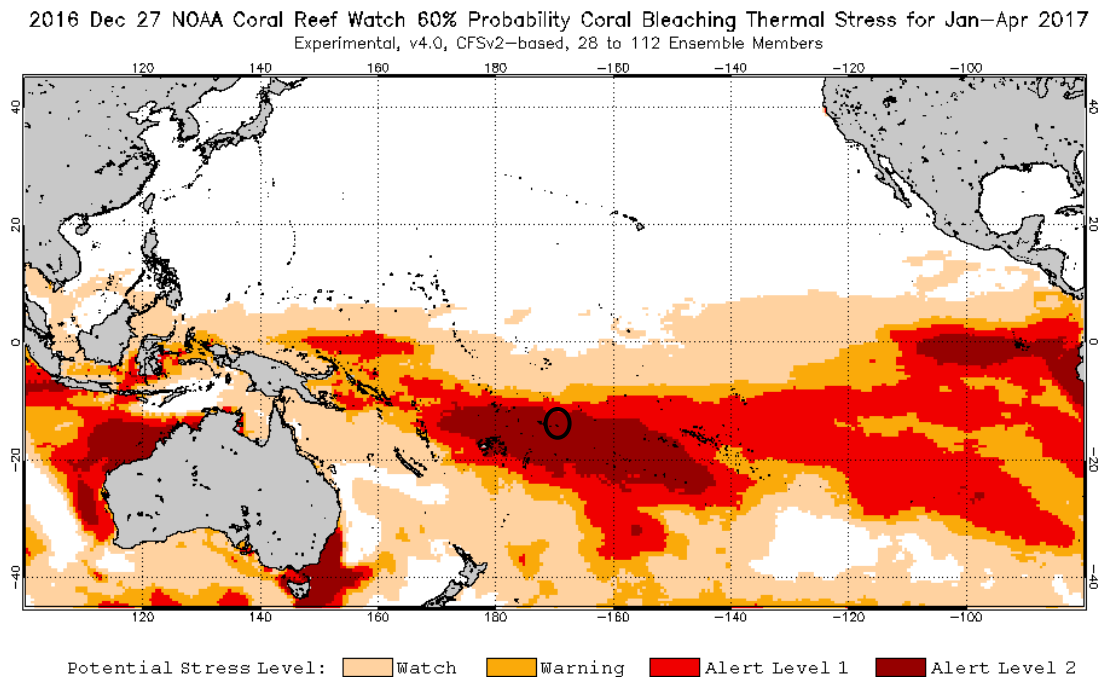 2016 Dec 27 NOAA Coral Reef Watch 60% Probability Coral Bleaching Thermal Stress for Jan-Apr 2017
Experimental, v4.0, CFSv2-based, 28 to 112 Ensemble Members
120 140 160 180 -160 -140 -120 -100
40 40
20 20
0 0
-20 -20
-40 -40
120 140 160 180 -160 -140 -120 -100
Potential Stress Level: Watch Warning Alert Level 1 Alert Level 2